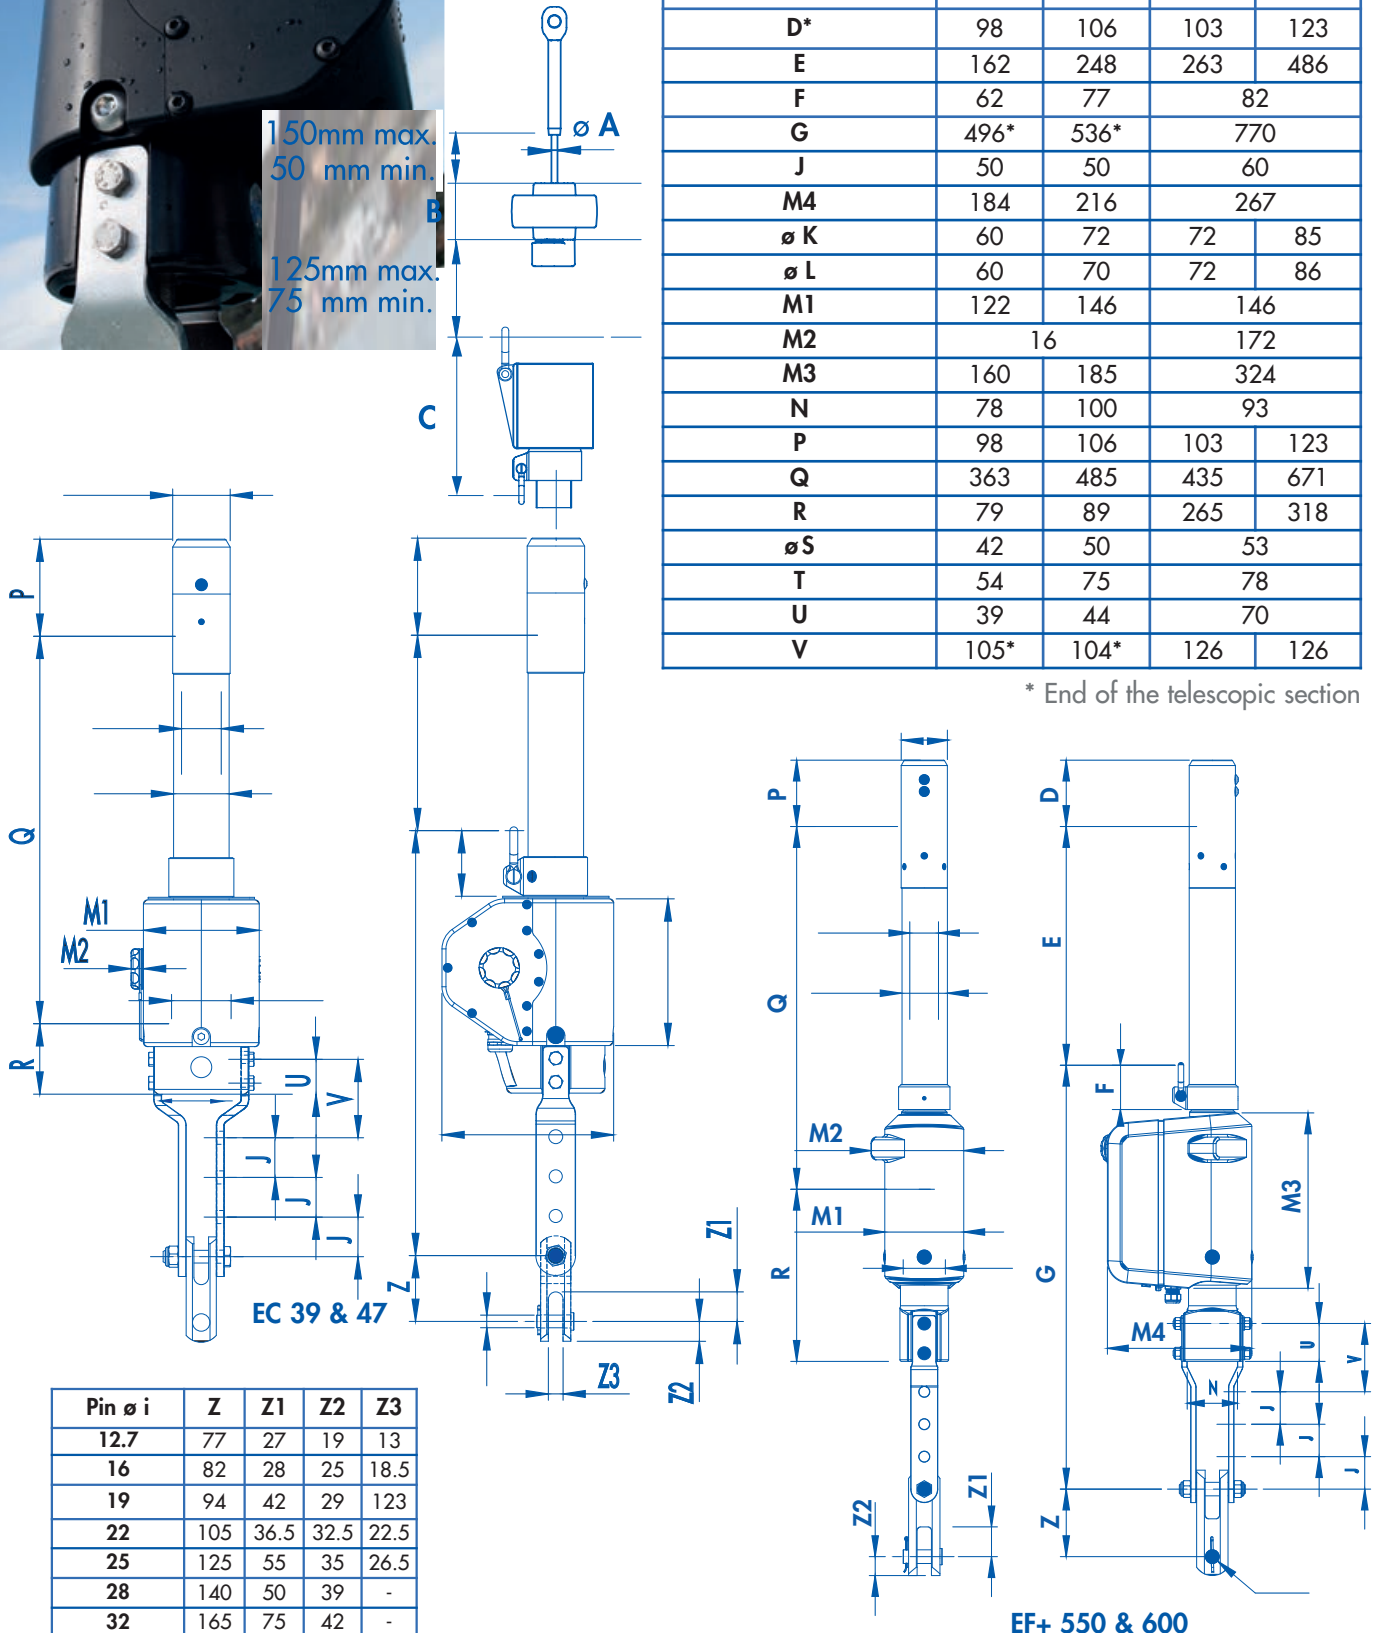 150mm max.
50 mm min.
ø A
B
125mm max.
75 mm min.
C
D* 98 106 103 123
E 162 248 263 486
F 62 77 82
G 496* 536* 770
J 50 50 60
M4 184 216 267
ø K 60 72 72 85
ø L 60 70 72 86
M1 122 146 146
M2 16 172
M3 160 185 324
N 78 100 93
P 98 106 103 123
Q 363 485 435 671
R 79 89 265 318
ø S 42 50 53
T 54 75 78
U 39 44 70
V 105* 104* 126 126
* End of the telescopic section
P
Q
M1
M2
R
U
V
J
J
J
EC 39 & 47
Z
Z1
Z2
Z3
P
Q
M2
M1
R
Z2
Z1
D
E
F
M3
G
M4
U
V
N
J
J
J
Z
EF+ 550 & 600
Pin ø i Z Z1 Z2 Z3
12.7 77 27 19 13
16 82 28 25 18.5
19 94 42 29 123
22 105 36.5 32.5 22.5
25 125 55 35 26.5
28 140 50 39 -
32 165 75 42 -